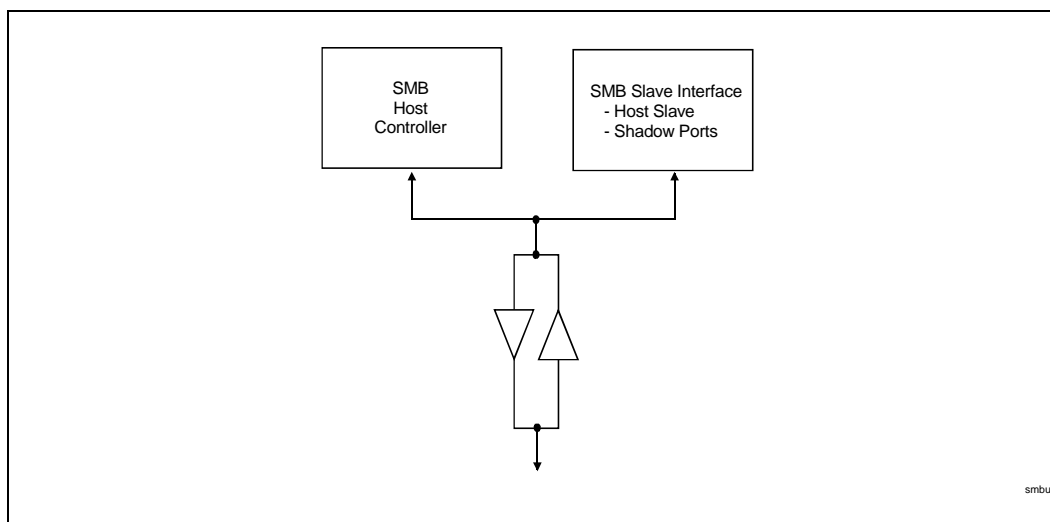 SMB
Host
Controller
SMB Slave Interface
- Host Slave
- Shadow Ports
smbu